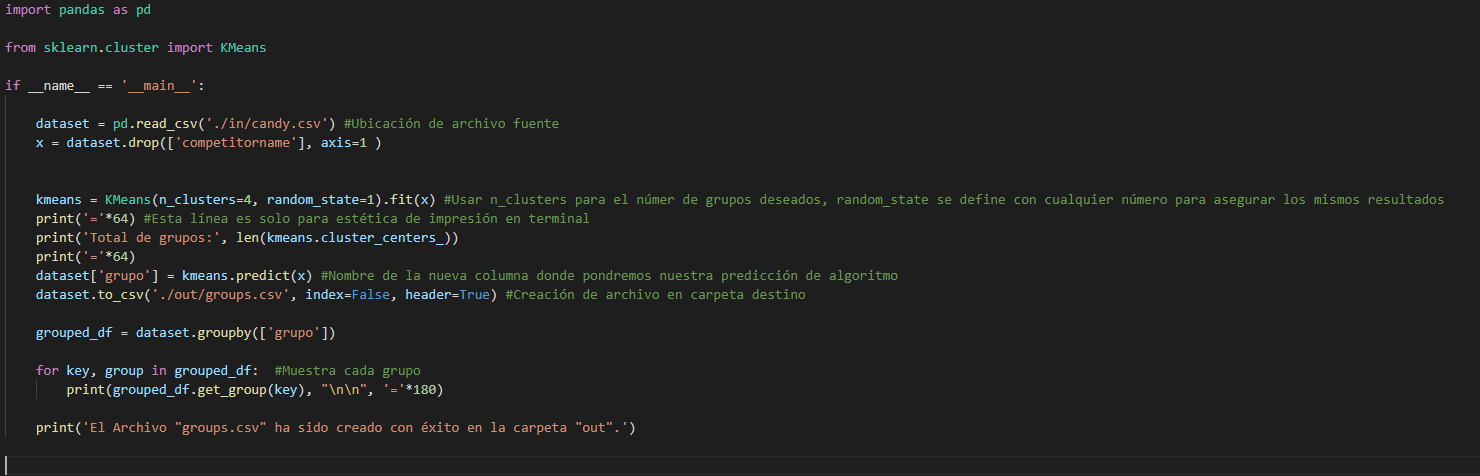 import pandas as pd
from sklearn.cluster import KMeans
if __name__ == '__main__':
dataset = pd.read_csv('./in/candy.csv') #Ubicación de archivo fuente
x = dataset.drop(['competitorname'], axis=1 )
kmeans = KMeans(n_clusters=4, random_state=1).fit(x) #Usar n_clusters para el númer de grupos deseados, random_state se define con cualquier número para asegurar los mismos resultados
print('='*64) #Esta línea es solo para estética de impresión en terminal
print('Total de grupos:', len(kmeans.cluster_centers_))
print('='*64)
dataset['grupo'] = kmeans.predict(x) #Nombre de la nueva columna donde pondremos nuestra predicción de algoritmo
dataset.to_csv('./out/groups.csv', index=False, header=True) #Creación de archivo en carpeta destino
grouped_df = dataset.groupby(['grupo'])
for key, group in grouped_df:  #Muestra cada grupo
print(grouped_df.get_group(key), "\n\n", '='*180)
print('El Archivo "groups.csv" ha sido creado con éxito en la carpeta "out".')